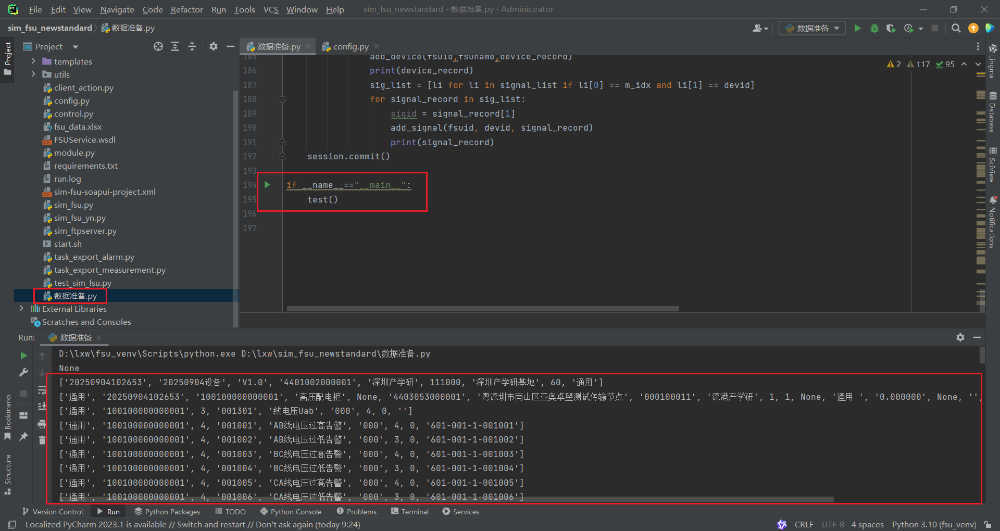 File Edit View Navigate Code Refactor Run Tools VCS Window Help sim_fsu_newstandard - 数据准备.py - Administrator
sim_fsu_newstandard 数据准备.py
数据准备
Project
Project
templates
utils
client_action.py
config.py
control.py
fsu_data.xlsx
FSUService.wsdl
module.py
requirements.txt
run.log
sim-fsu-soapui-project.xml
sim_fsu.py
sim_fsu_yn.py
sim_ftpserver.py
start.sh
task_export_alarm.py
task_export_measurement.py
test_sim_fsu.py
数据准备.py
External Libraries
Scratches and Consoles
数据准备.py config.py
2 117 95
185 add_device(fsuid,fsuname,device_record)
186 print(device_record)
187 sig_list = [li for li in signal_list if li[0] == m_idx and li[1] == devid]
188 for signal_record in sig_list:
189 sigid = signal_record[1]
190 add_signal(fsuid, devid, signal_record)
191 print(signal_record)
192 session.commit()
193
194 if __name__=="__main__":
195 test()
196
197
Lingma
Database
SciView
Notifications
Run: 数据准备
D:\lxw\fsu_venv\Scripts\python.exe D:\lxw\sim_fsu_newstandard\数据准备.py
None
['20250904102653', '20250904设备', 'V1.0', '4401002000001', '深圳产学研', 111000, '深圳产学研基地', 60, '通用']
['通用', '20250904102653', '100100000000001', '高压配电柜', None, '4403053000001', '粤深圳市南山区亚奥卓望测试传输节点', '000100011', '深港产学研', 1, 1, None, '通用 ', '0.000000', None, '',
['通用', '100100000000001', 3, '001301', '线电压Uab', '000', 4, 0, '']
['通用', '100100000000001', 4, '001001', 'AB线电压过高告警', '000', 4, 0, '601-001-1-001001']
['通用', '100100000000001', 4, '001002', 'AB线电压过低告警', '000', 3, 0, '601-001-1-001002']
['通用', '100100000000001', 4, '001003', 'BC线电压过高告警', '000', 4, 0, '601-001-1-001003']
['通用', '100100000000001', 4, '001004', 'BC线电压过低告警', '000', 3, 0, '601-001-1-001004']
['通用', '100100000000001', 4, '001005', 'CA线电压过高告警', '000', 4, 0, '601-001-1-001005']
['通用', '100100000000001', 4, '001006', 'CA线电压过低告警', '000', 3, 0, '601-001-1-001006']
Bookmarks
Structure
Version Control Run Python Packages TODO Python Console Problems Terminal Services
Localized PyCharm 2023.1 is available // Switch and restart // Don't ask again (today 9:24) CRLF UTF-8 4 spaces Python 3.10 (fsu_venv)